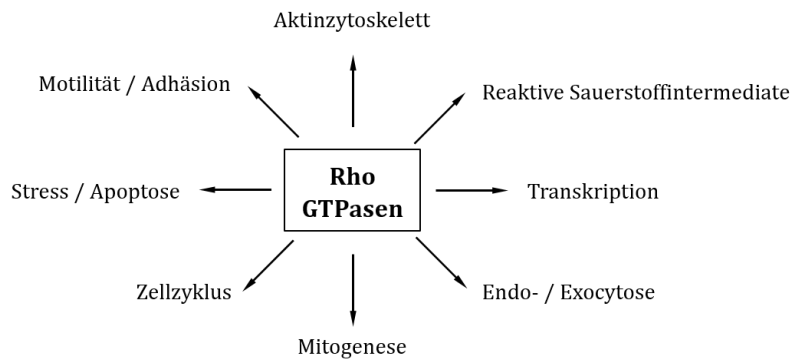 Aktinzytoskelett
Motilität / Adhäsion
Reaktive Sauerstoffintermediate
Rho
GTPasen
Stress / Apoptose
Transkription
Zellzyklus
Endo- / Exocytose
Mitogenese